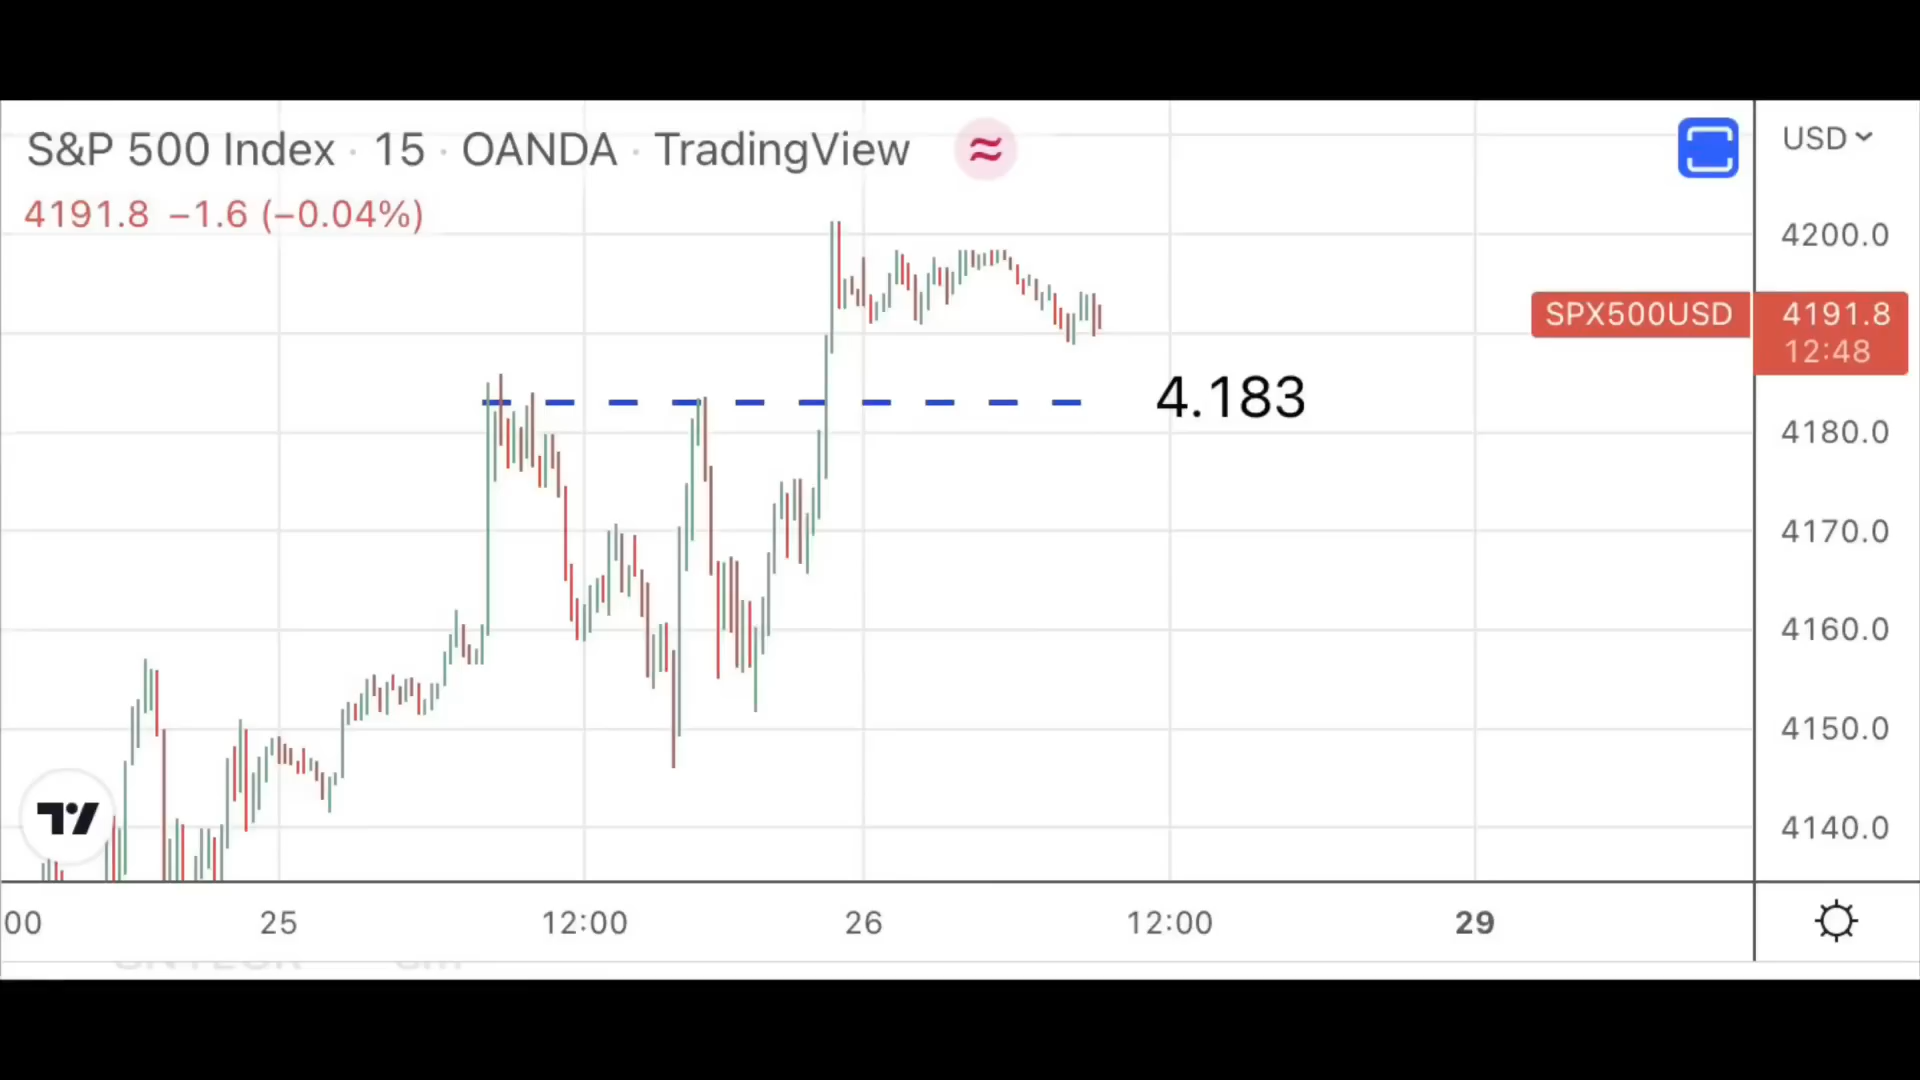 S&P 500 Index · 15 · OANDA · TradingView
USD
4191.8 −1.6 (−0.04%)
4200.0
SPX500USD 4191.8
12:48
4.183
4180.0
4170.0
4160.0
4150.0
4140.0
00 25 12:00 26 12:00 29